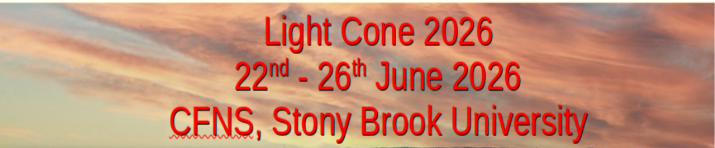 Light Cone 2026
22nd - 26th June 2026
CFNS, Stony Brook University